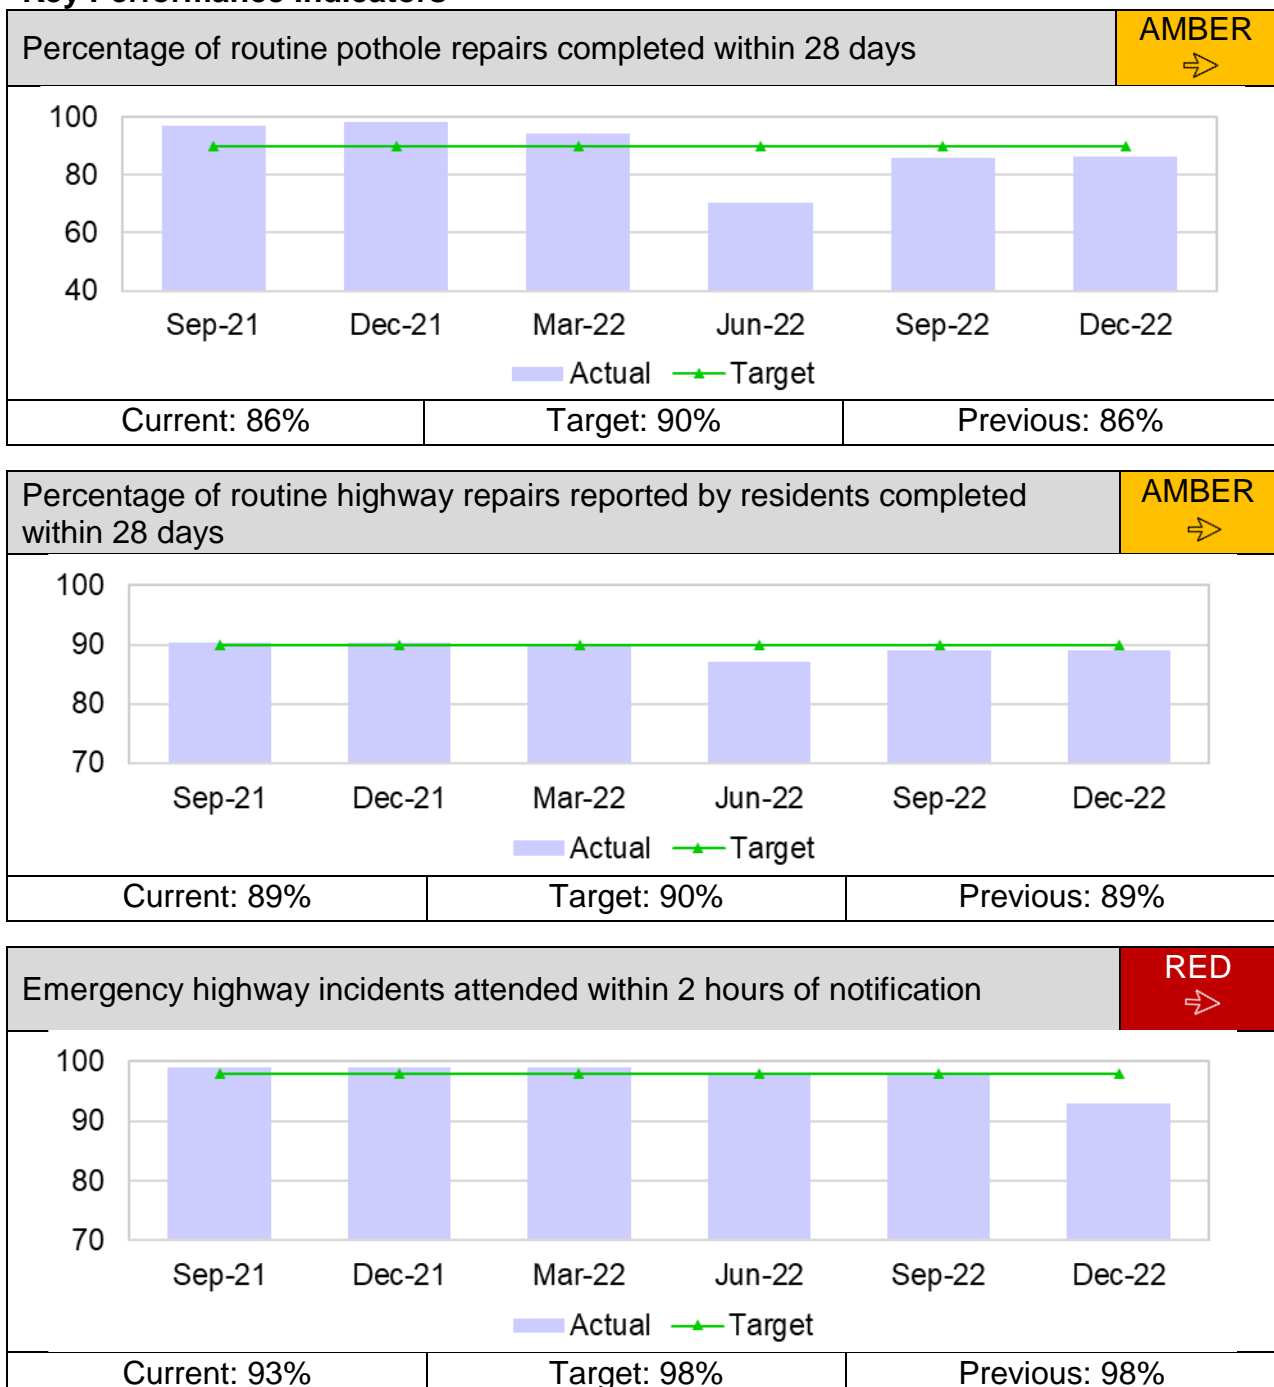 Key Performance Indicators
Percentage of routine pothole repairs completed within 28 days
AMBER
100
80
60
40
Sep-21 Dec-21 Mar-22 Jun-22 Sep-22 Dec-22
Actual Target
Current: 86% Target: 90% Previous: 86%
Percentage of routine highway repairs reported by residents completed
within 28 days
AMBER
100
90
80
70
Sep-21 Dec-21 Mar-22 Jun-22 Sep-22 Dec-22
Actual Target
Current: 89% Target: 90% Previous: 89%
Emergency highway incidents attended within 2 hours of notification
RED
100
90
80
70
Sep-21 Dec-21 Mar-22 Jun-22 Sep-22 Dec-22
Actual Target
Current: 93% Target: 98% Previous: 98%